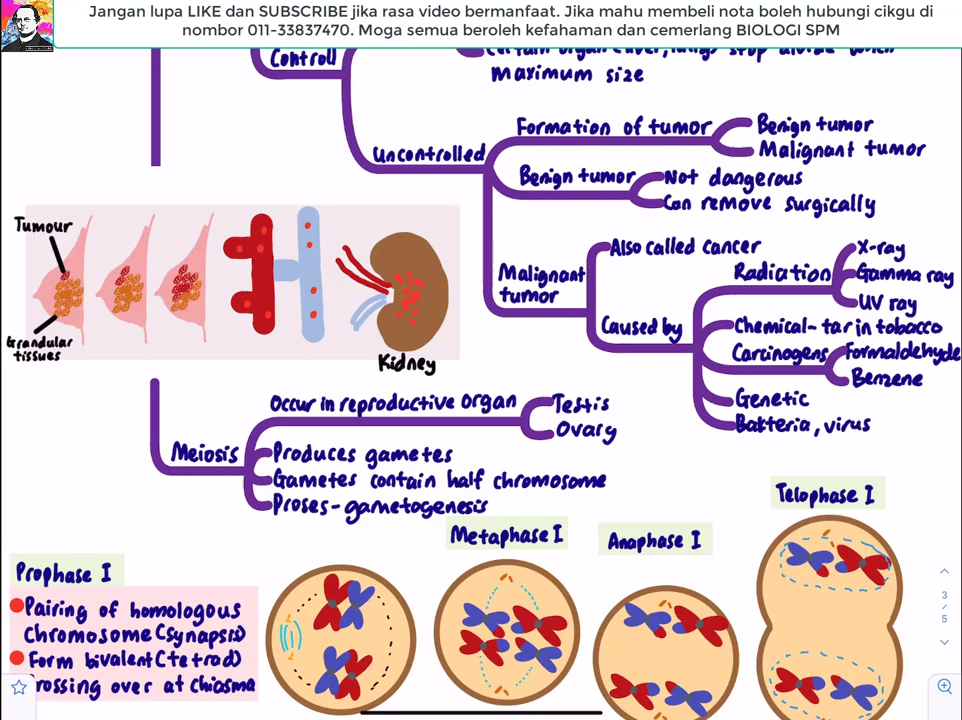 Jangan lupa LIKE dan SUBSCRIBE jika rasa video bermanfaat. Jika mahu membeli nota boleh hubungi cikgu di
nombor 011-33837470. Moga semua beroleh kefahaman dan cemerlang BIOLOGI SPM
Controll
maximum size
Uncontrolled
Formation of tumor
Benign tumor
Malignant tumor
Benign tumor
Not dangerous
Can remove surgically
Malignant
tumor
Also called cancer
Caused by
Radiation
X-ray
Gamma ray
UV ray
Chemical-tar in tobacco
Carcinogens
Formaldehyde
Benzene
Genetic
Bakteria, virus
Tumour
Grandular
tissues
Kidney
Meiosis
Occur in reproductive organ
Testis
Ovary
Produces gametes
Gametes contain half chromosome
Proses-gametogenesis
Prophase I
Pairing of homologous
Chromosome (synapsis)
Form bivalent (tetrad)
rossing over at chiasma
Metaphase I
Anaphase I
Telophase I
3
/
5